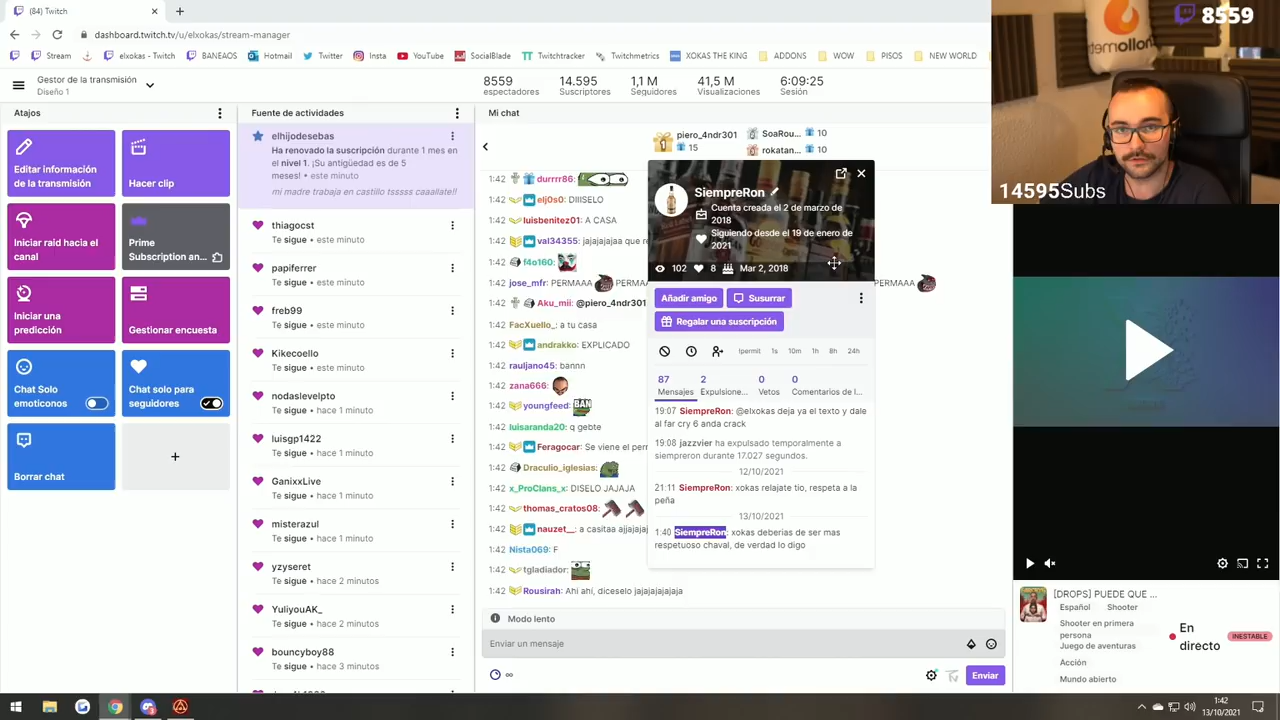 (84) Twitch
8559
dashboard.twitch.tv/u/elxokas/stream-manager
Stream
elxokas - Twitch
BANEAOS
Hotmail
Twitter
Insta
YouTube
SocialBlade
Twitchtracker
Twitchmetrics
XOKAS THE KING
ADDONS
WOW
PISOS
NEW WORLD
Gestor de la transmisión
Diseño 1
8559
espectadores
14.595
Suscriptores
1,1 M
Seguidores
41,5 M
Visualizaciones
6:09:25
Sesión
14595Subs
Atajos
Editar información
de la transmisión
Hacer clip
Iniciar raid hacia el
canal
Prime
Subscription an...
Iniciar una
predicción
Gestionar encuesta
Chat Solo
emoticonos
Chat solo para
seguidores
Borrar chat
Fuente de actividades
elhijodesebas
Ha renovado la suscripción durante 1 mes en
el nivel 1. ¡Su antigüedad es de 5
meses! • este minuto
mi madre trabaja en castillo tsssss caaallate!!
thiagocst
Te sigue • este minuto
papiferrer
Te sigue • este minuto
freb99
Te sigue • este minuto
Kikecoello
Te sigue • este minuto
nodaslevelpto
Te sigue • hace 1 minuto
luisgp1422
Te sigue • hace 1 minuto
GanixxLive
Te sigue • hace 1 minuto
misterazul
Te sigue • hace 1 minuto
yzyseret
Te sigue • hace 2 minutos
YuliyouAK_
Te sigue • hace 2 minutos
bouncyboy88
Te sigue • hace 3 minutos
Mi chat
piero_4ndr301
15
SoaRou... 10
rokatan... 10
1:42 durrrr86:
1:42 elj0s0: DIIISELO
1:42 luisbenitez01: A CASA
1:42 val34355: jajajajajaa que r
1:42 f4o160:
1:42 jose_mfr: PERMAAA PERMA
PERMAAA
1:42 Aku_mii: @piero_4ndr301
1:42 FacXuello_: a tu casa
1:42 andrakko: EXPLICADO
1:42 rauljano45: bannn
1:42 zana666:
1:42 youngfeed: BAN
1:42 luisaranda20: q gebte
1:42 Feragocar: Se viene el perr
1:42 Draculio_iglesias:
1:42 x_ProClans_x: DISELO JAJAJA
1:42 thomas_cratos08:
1:42 nauzet__: a casitaa ajjajaj
1:42 Nista069: F
1:42 tgladiador:
1:42 Rousirah: Ahi ahí, diceselo jajajajajaja
SiempreRon
Cuenta creada el 2 de marzo de
2018
Siguiendo desde el 19 de enero de
2021
102 8 Mar 2, 2018
Añadir amigo
Susurrar
Regalar una suscripción
!permit 1s 10m 1h 8h 24h
87
Mensajes
2
Expulsione...
0
Vetos
0
Comentarios de l...
19:07 SiempreRon: @elxokas deja ya el texto y dale
al far cry 6 anda crack
19:08 jazzvier ha expulsado temporalmente a
siempreron durante 17.027 segundos.
12/10/2021
21:11 SiempreRon: xokas relajate tio, respeta a la
peña
13/10/2021
1:40 SiempreRon: xokas deberias de ser mas
respetuoso chaval, de verdad lo digo
Modo lento
Enviar un mensaje
Enviar
[DROPS] PUEDE QUE ...
Español
Shooter
Shooter en primera
persona
Juego de aventuras
Acción
Mundo abierto
En
directo
INESTABLE
1:42
13/10/2021